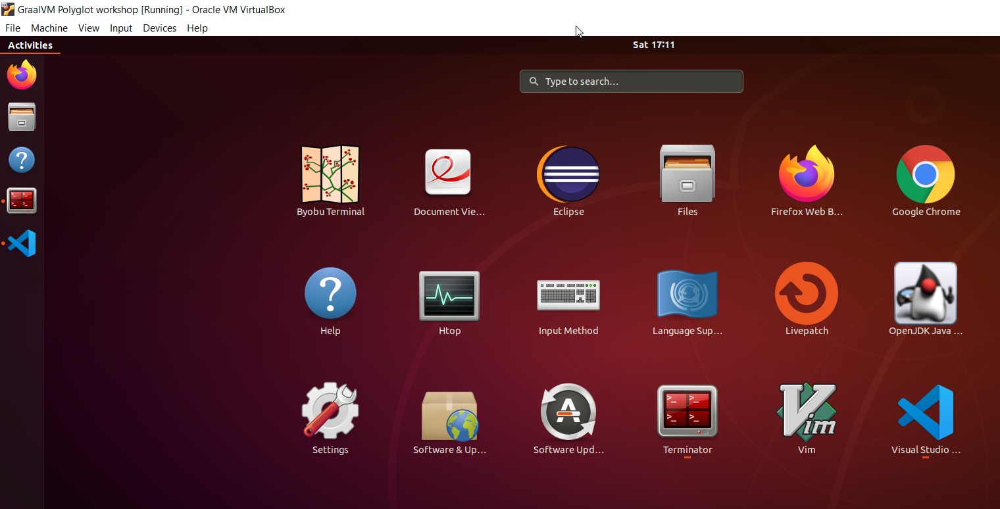 GraalVM Polyglot workshop [Running] - Oracle VM VirtualBox
File Machine View Input Devices Help
Activities Sat 17:11
Type to search…
Byobu Terminal Document Vie… Eclipse Files Firefox Web B… Google Chrome
Help Htop Input Method Language Sup… Livepatch OpenJDK Java …
Settings Software & Up… Software Upd… Terminator Vim Visual Studio …